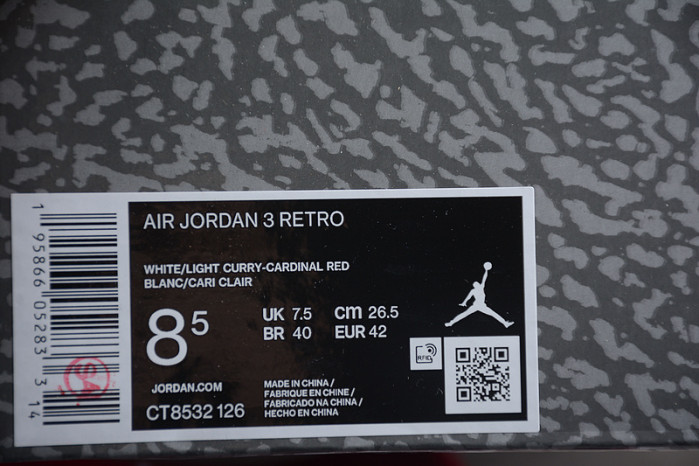 AIR JORDAN 3 RETRO
WHITE/LIGHT CURRY-CARDINAL RED
BLANC/CARI CLAIR
8 5
UK 7.5 cm 26.5
BR 40 EUR 42
RFID
JORDAN.COM
CT8532 126
MADE IN CHINA /
FABRIQUE EN CHINE /
FABRICADO NA CHINA /
HECHO EN CHINA
1 95866 05283 3 14